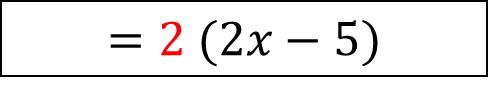 = 2 (2x − 5)